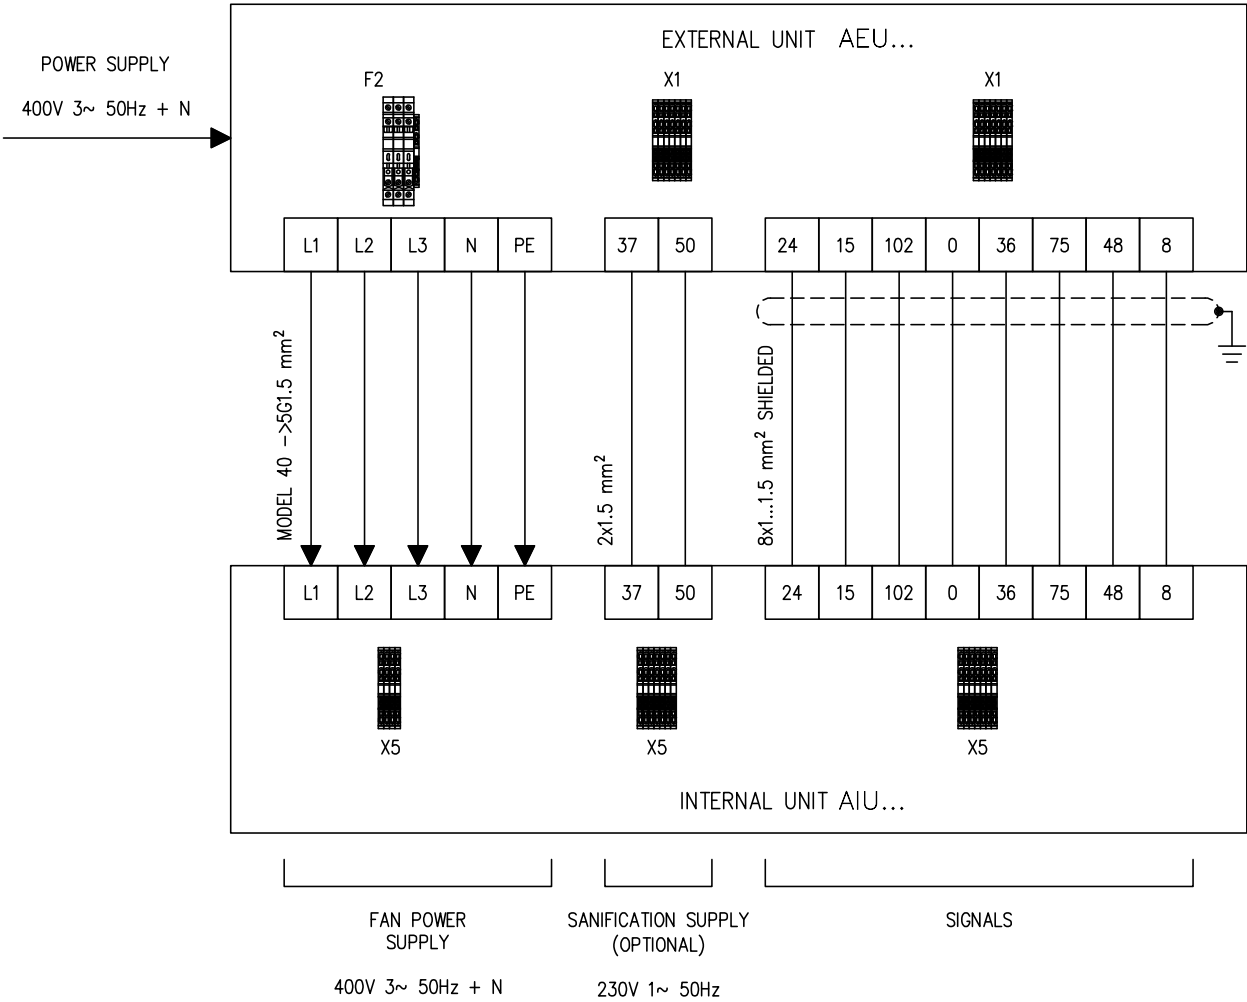 EXTERNAL UNIT AEU...
POWER SUPPLY
400V 3~ 50Hz + N
F2 X1 X1
L1 L2 L3 N PE 37 50 24 15 102 0 36 75 48 8
MODEL 40 ->5G1.5 mm²
2x1.5 mm²
8x1...1.5 mm² SHIELDED
L1 L2 L3 N PE 37 50 24 15 102 0 36 75 48 8
X5 X5 X5
INTERNAL UNIT AIU...
FAN POWER
SUPPLY
400V 3~ 50Hz + N
SANIFICATION SUPPLY
(OPTIONAL)
230V 1~ 50Hz
SIGNALS